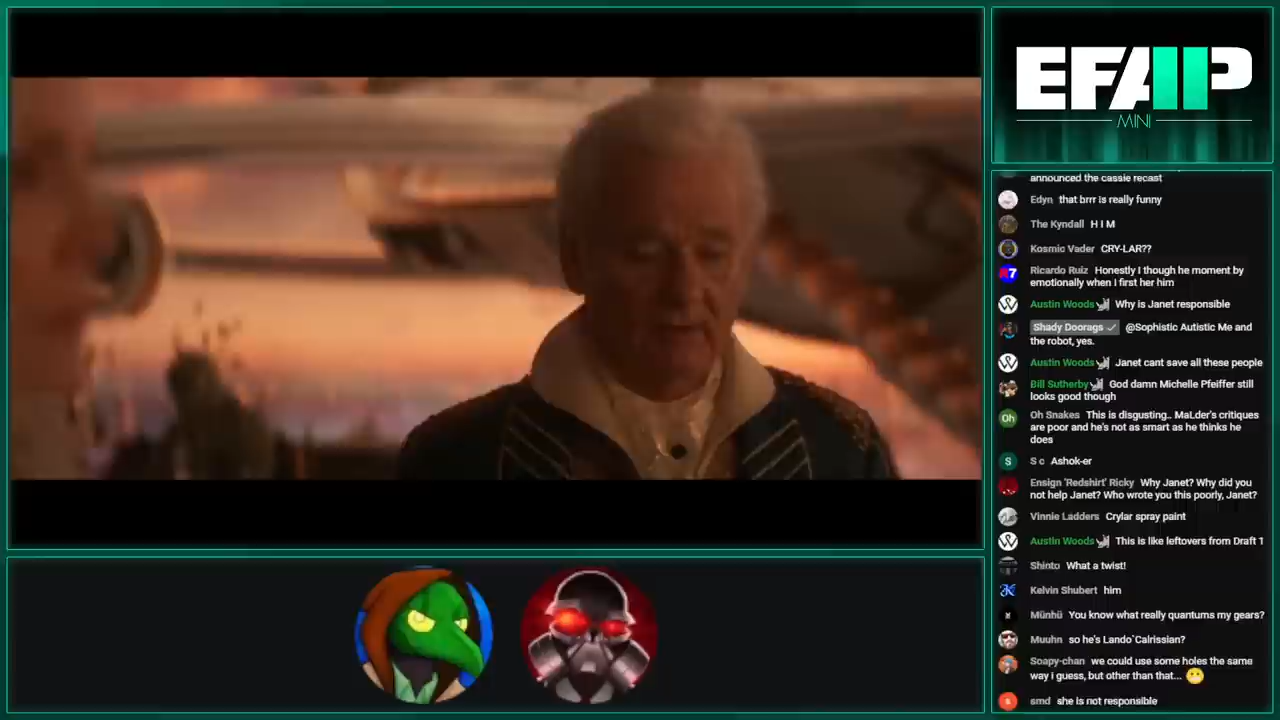 EFAP
MINI
announced the cassie recast
Edyn that brrr is really funny
The Kyndall H I M
Kosmic Vader CRY-LAR??
Ricardo Ruiz Honestly I though he moment by
emotionally when I first her him
Austin Woods Why is Janet responsible
Shady Doorags @Sophistic Autistic Me and
the robot, yes.
Austin Woods Janet cant save all these people
Bill Sutherby God damn Michelle Pfeiffer still
looks good though
Oh Snakes This is disgusting.. MaLder's critiques
are poor and he's not as smart as he thinks he
does
S c Ashok-er
Ensign 'Redshirt' Ricky Why Janet? Why did you
not help Janet? Who wrote you this poorly, Janet?
Vinnie Ladders Crylar spray paint
Austin Woods This is like leftovers from Draft 1
Shinto What a twist!
Kelvin Shubert him
Münhü You know what really quantums my gears?
Muuhn so he's Lando`Calrissian?
Soapy-chan we could use some holes the same
way i guess, but other than that...
smd she is not responsible